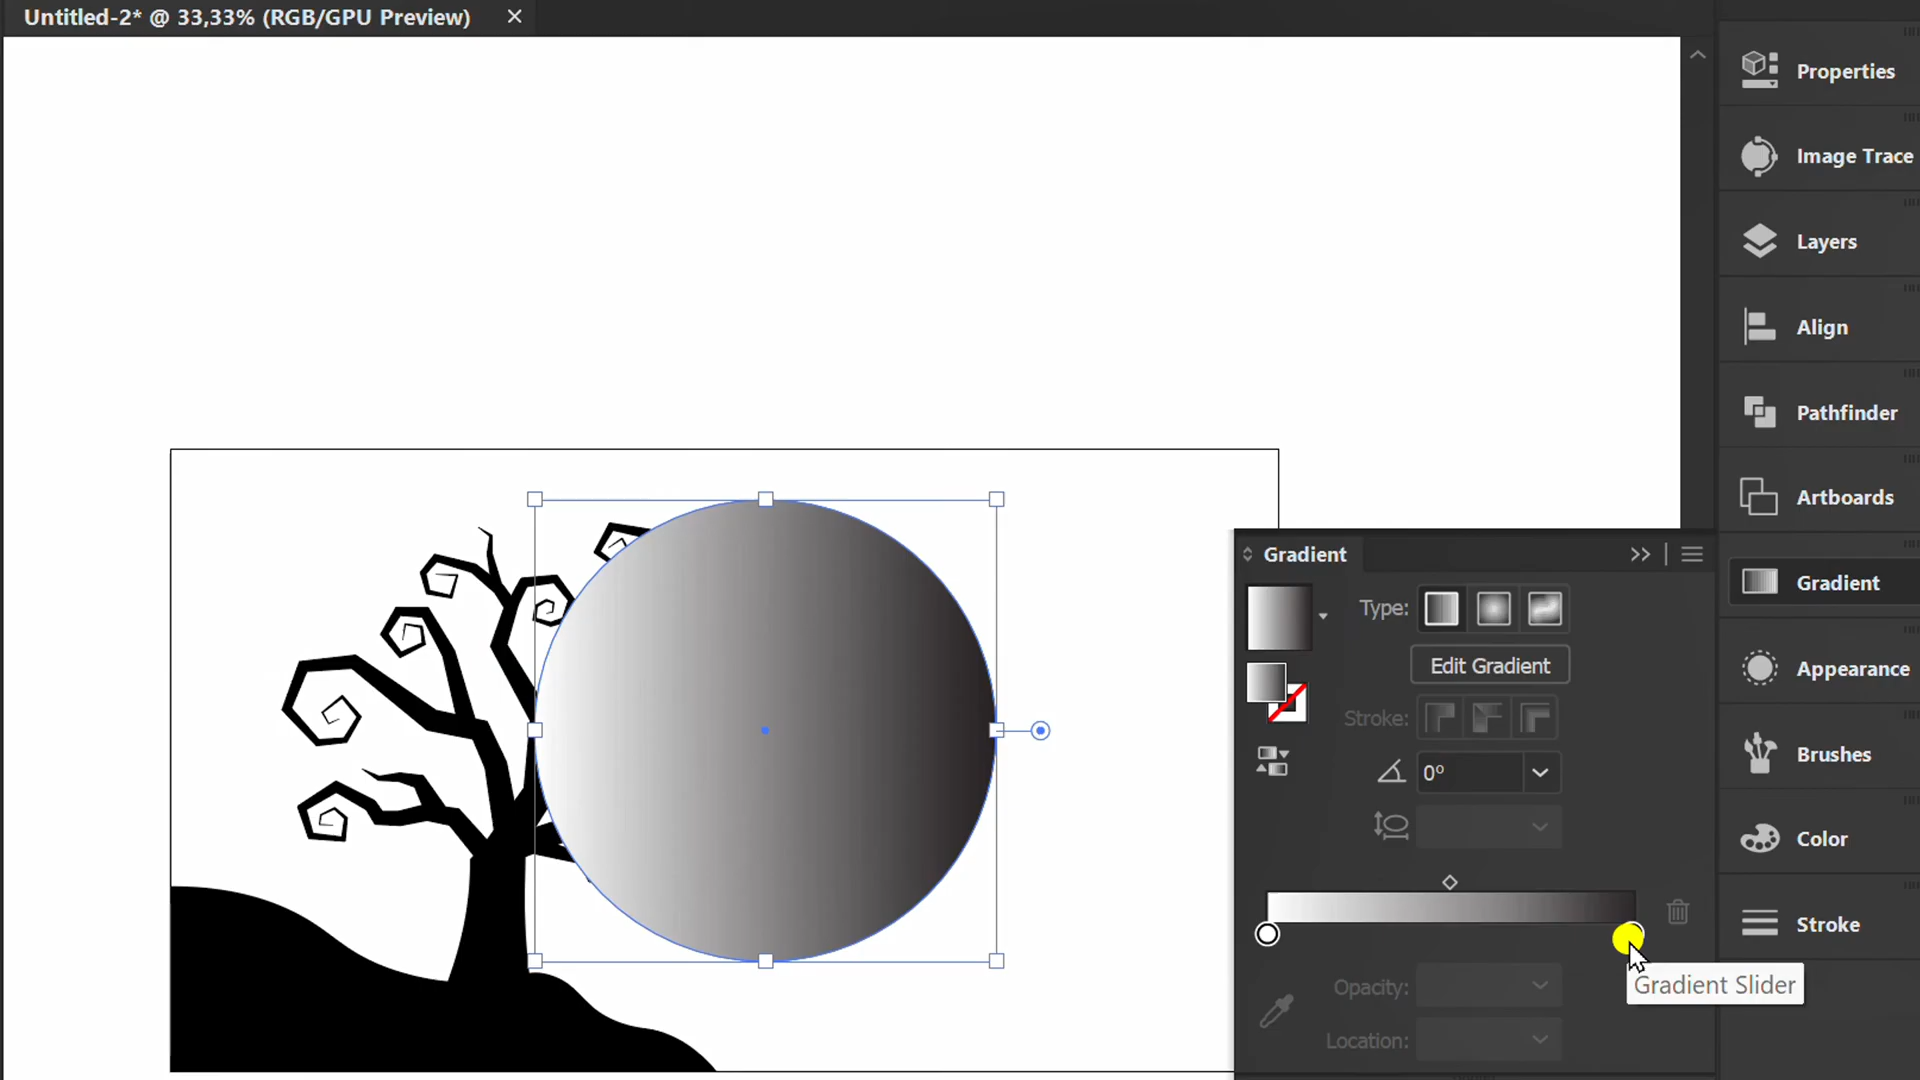 Untitled-2* @ 33,33% (RGB/GPU Preview)
Properties
Image Trace
Layers
Align
Pathfinder
Artboards
Gradient
Appearance
Brushes
Color
Stroke
Gradient
Type:
Edit Gradient
Stroke:
0°
Opacity:
Location:
Gradient Slider